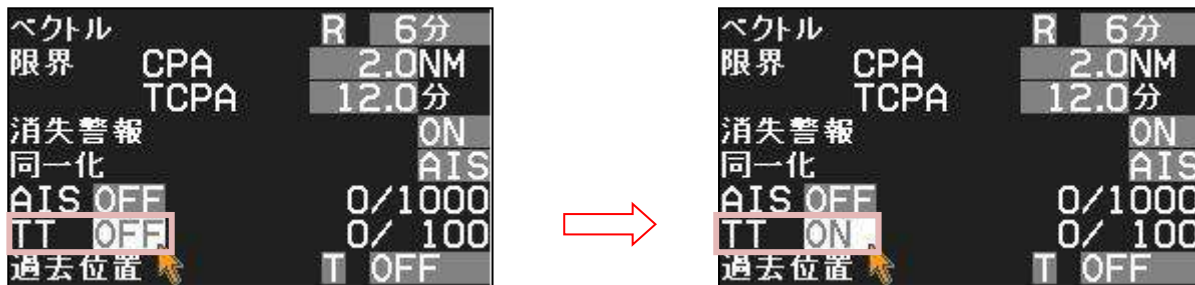 ベクトル R 6分
限界 CPA 2.0NM
TCPA 12.0分
消失警報 ON
同一化 AIS
AIS OFF 0/1000
TT OFF 0/ 100
過去位置 T OFF
ベクトル R 6分
限界 CPA 2.0NM
TCPA 12.0分
消失警報 ON
同一化 AIS
AIS OFF 0/1000
TT ON 0/ 100
過去位置 T OFF